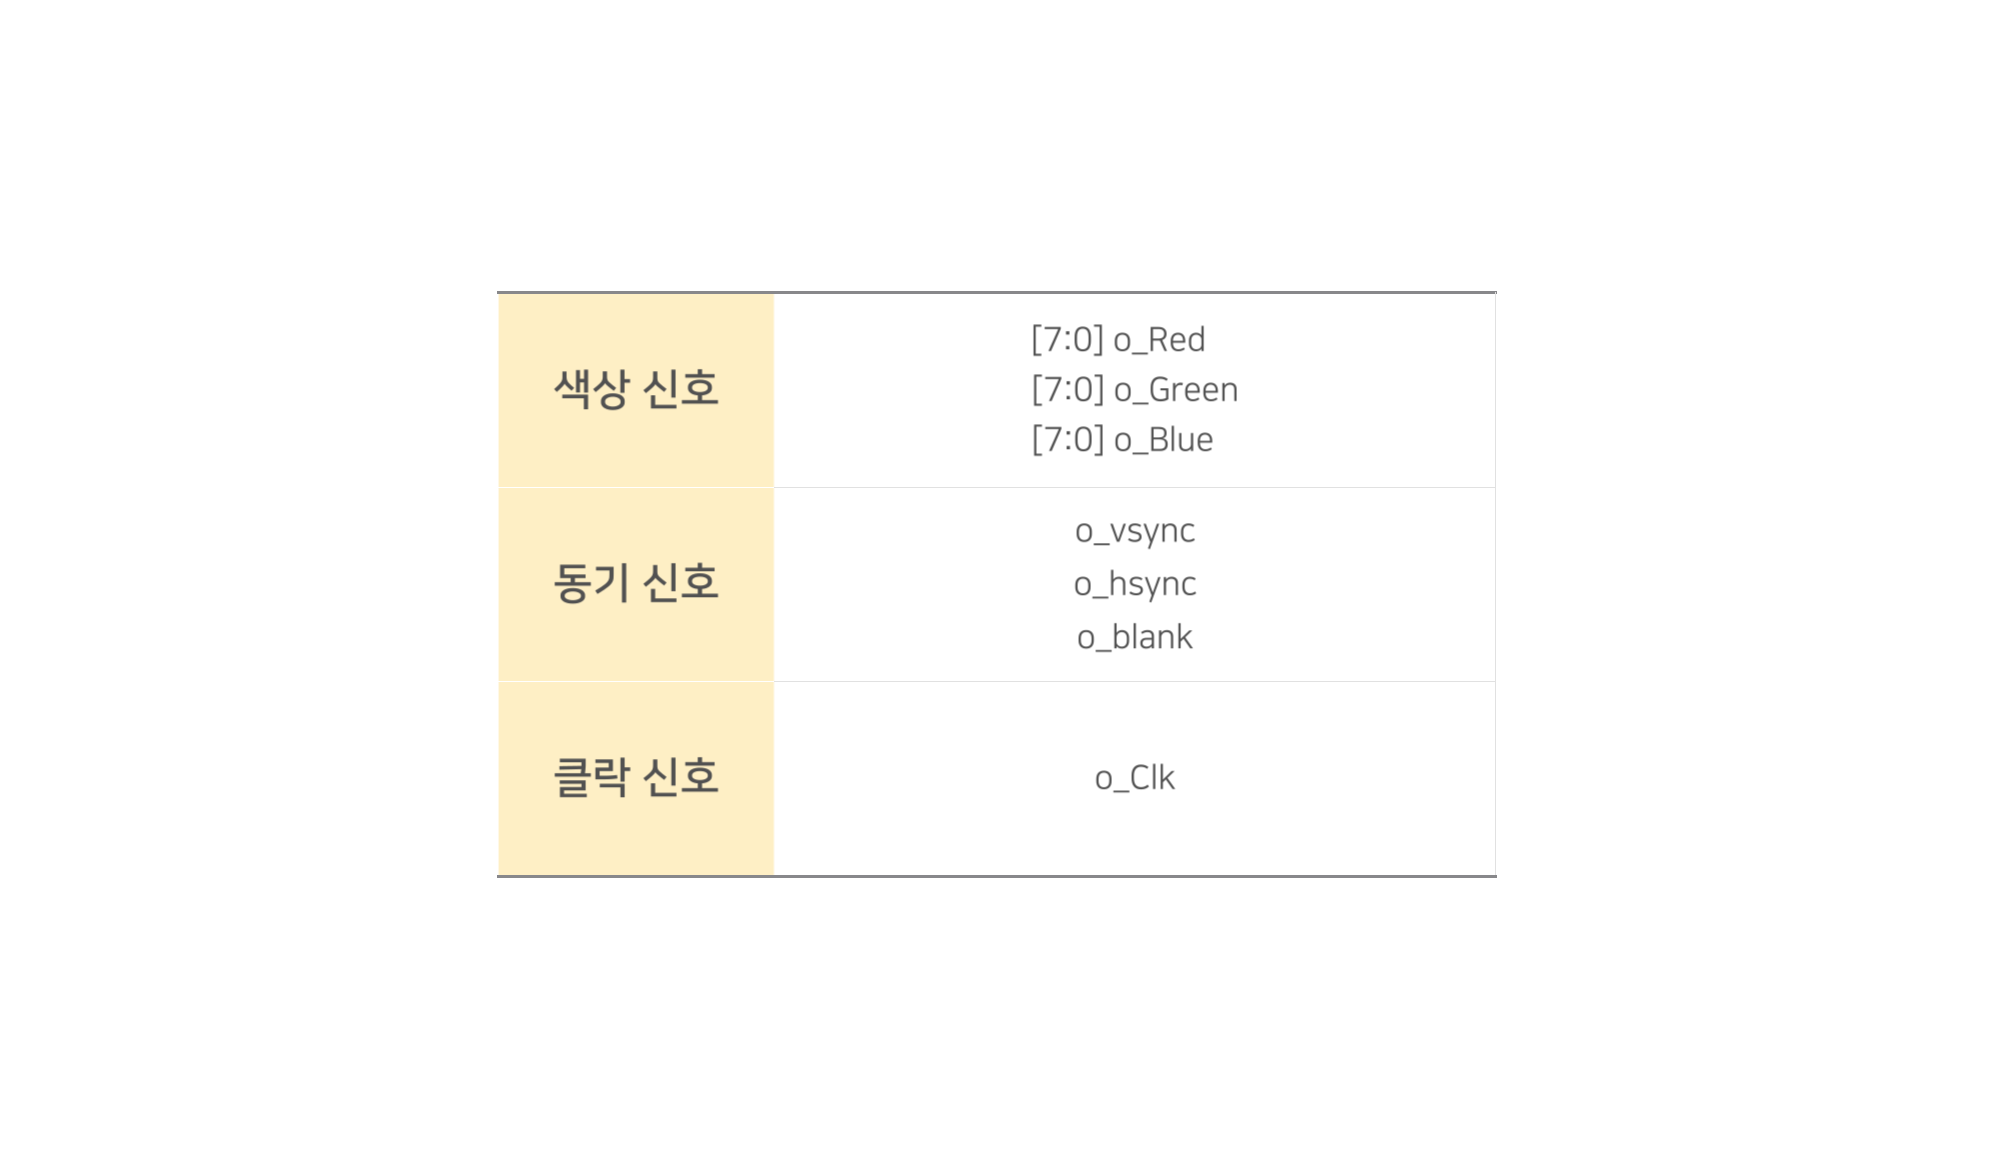 색상 신호
[7:0] o_Red
[7:0] o_Green
[7:0] o_Blue
동기 신호
o_vsync
o_hsync
o_blank
클락 신호
o_Clk